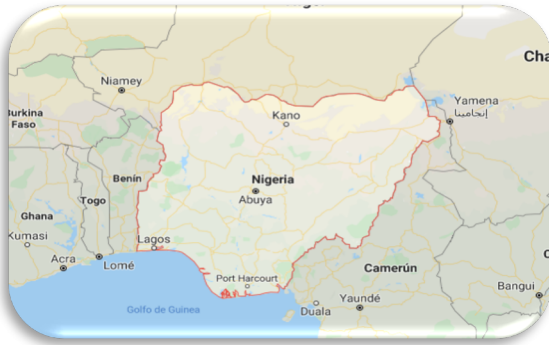 Niamey
Cha
Burkina
Faso
Kano
Yamena
إنجامينا
Benín
Nigeria
Abuya
Togo
Ghana
Kumasi
Lagos
Acra
Lomé
Port Harcourt
Camerún
Golfo de Guinea
Duala
Yaundé
Bangui